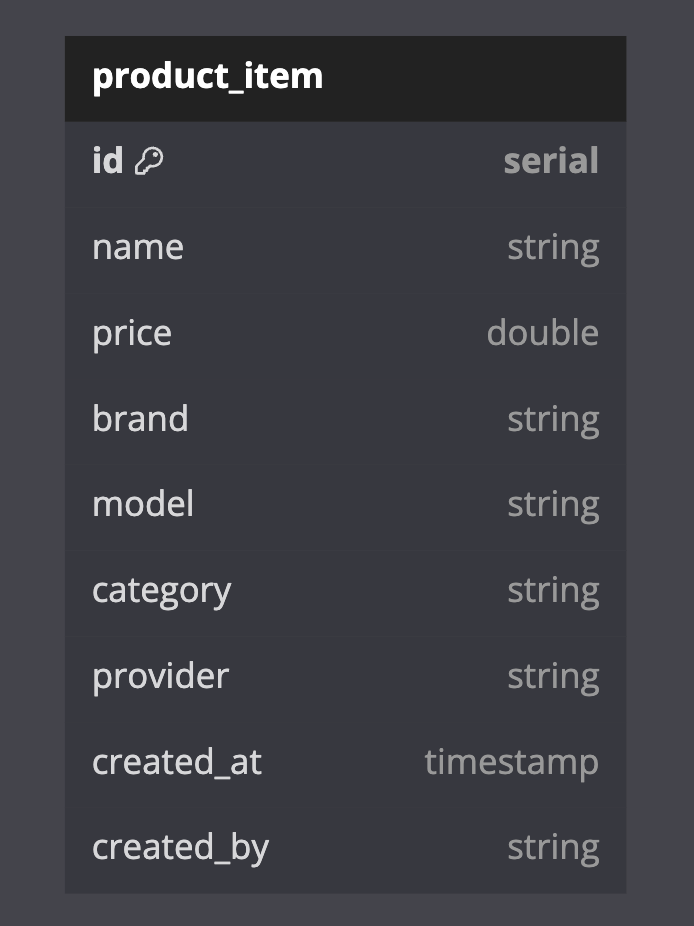 product_item
id serial
name string
price double
brand string
model string
category string
provider string
created_at timestamp
created_by string